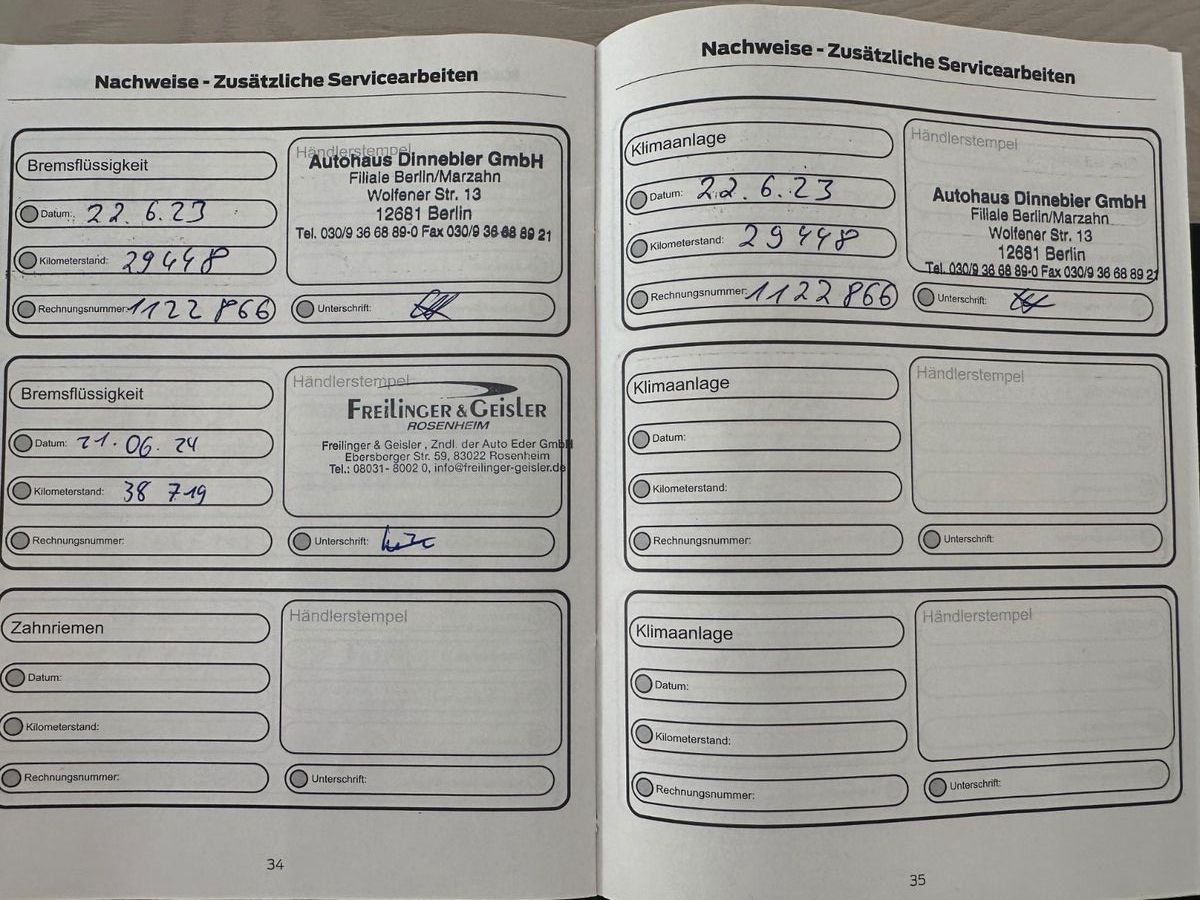 Nachweise - Zusätzliche Servicearbeiten
Bremsflüssigkeit
Datum: 22.6.23
Kilometerstand: 29448
Rechnungsnummer: 1122866
Händlerstempel
Autohaus Dinnebier GmbH
Filiale Berlin/Marzahn
Wolfener Str. 13
12681 Berlin
Tel. 030/9 36 68 89-0 Fax 030/9 36 68 89 21
Unterschrift:
Bremsflüssigkeit
Datum: 21.06.24
Kilometerstand: 38 719
Rechnungsnummer:
Händlerstempel
FREILINGER & GEISLER
ROSENHEIM
Freilinger & Geisler , Zndl. der Auto Eder GmbH
Ebersberger Str. 59, 83022 Rosenheim
Tel.: 08031- 8002 0, info@freilinger-geisler.de
Unterschrift:
Zahnriemen
Datum:
Kilometerstand:
Rechnungsnummer:
Händlerstempel
Unterschrift:
34
Nachweise - Zusätzliche Servicearbeiten
Klimaanlage
Datum: 22.6.23
Kilometerstand: 29448
Rechnungsnummer: 1122866
Händlerstempel
Autohaus Dinnebier GmbH
Filiale Berlin/Marzahn
Wolfener Str. 13
12681 Berlin
Tel. 030/9 36 68 89-0 Fax 030/9 36 68 89 21
Unterschrift:
Klimaanlage
Datum:
Kilometerstand:
Rechnungsnummer:
Händlerstempel
Unterschrift:
Klimaanlage
Datum:
Kilometerstand:
Rechnungsnummer:
Händlerstempel
Unterschrift:
35